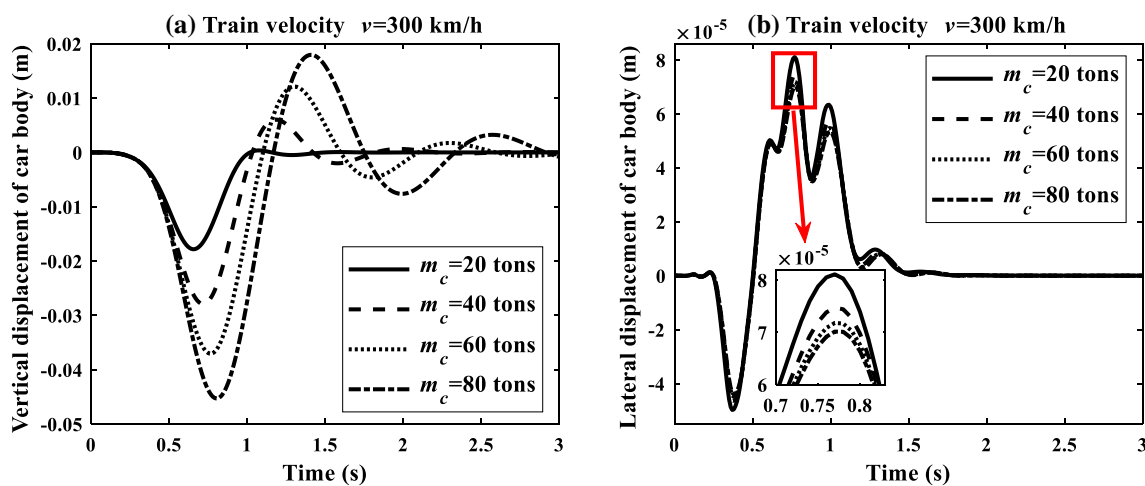 (a) Train velocity v=300 km/h
Vertical displacement of car body (m)
0.02
0.01
0
-0.01
-0.02
-0.03
-0.04
-0.05
m_c=20 tons
m_c=40 tons
m_c=60 tons
m_c=80 tons
0 0.5 1 1.5 2 2.5 3
Time (s)
(b) Train velocity v=300 km/h
×10^-5
Lateral displacement of car body (m)
8
6
4
2
0
-2
-4
m_c=20 tons
m_c=40 tons
m_c=60 tons
m_c=80 tons
×10^-5
8
7
6
0.7 0.75 0.8
0 0.5 1 1.5 2 2.5 3
Time (s)